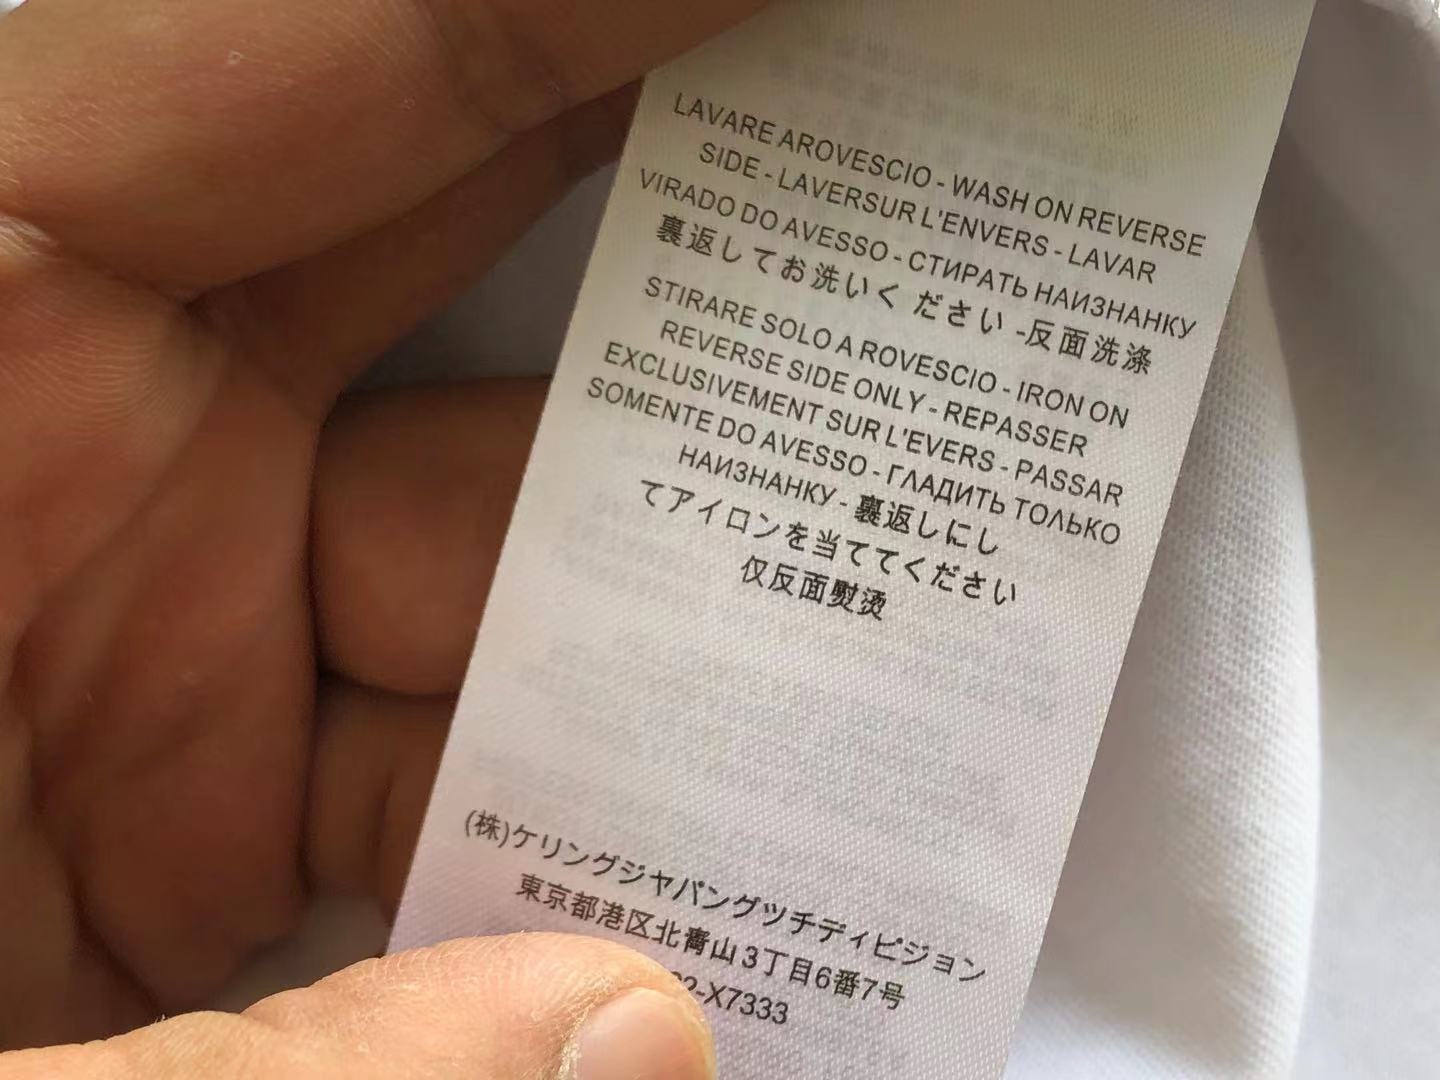 LAVARE AROVESCIO - WASH ON REVERSE
SIDE - LAVERSUR L'ENVERS - LAVAR
VIRADO DO AVESSO - СТИРАТЬ НАИЗНАНКУ
裏返してお洗いく ださい -反面洗涤
STIRARE SOLO A ROVESCIO - IRON ON
REVERSE SIDE ONLY - REPASSER
EXCLUSIVEMENT SUR L'EVERS - PASSAR
SOMENTE DO AVESSO - ГЛАДИТЬ ТОЛЬКО
НАИЗНАНКУ - 裏返しにし
てアイロンを当ててください
仅反面熨烫
(株)ケリングジヤパングツチディビジョン
東京都港区北青山3丁目6番7号
2-X7333